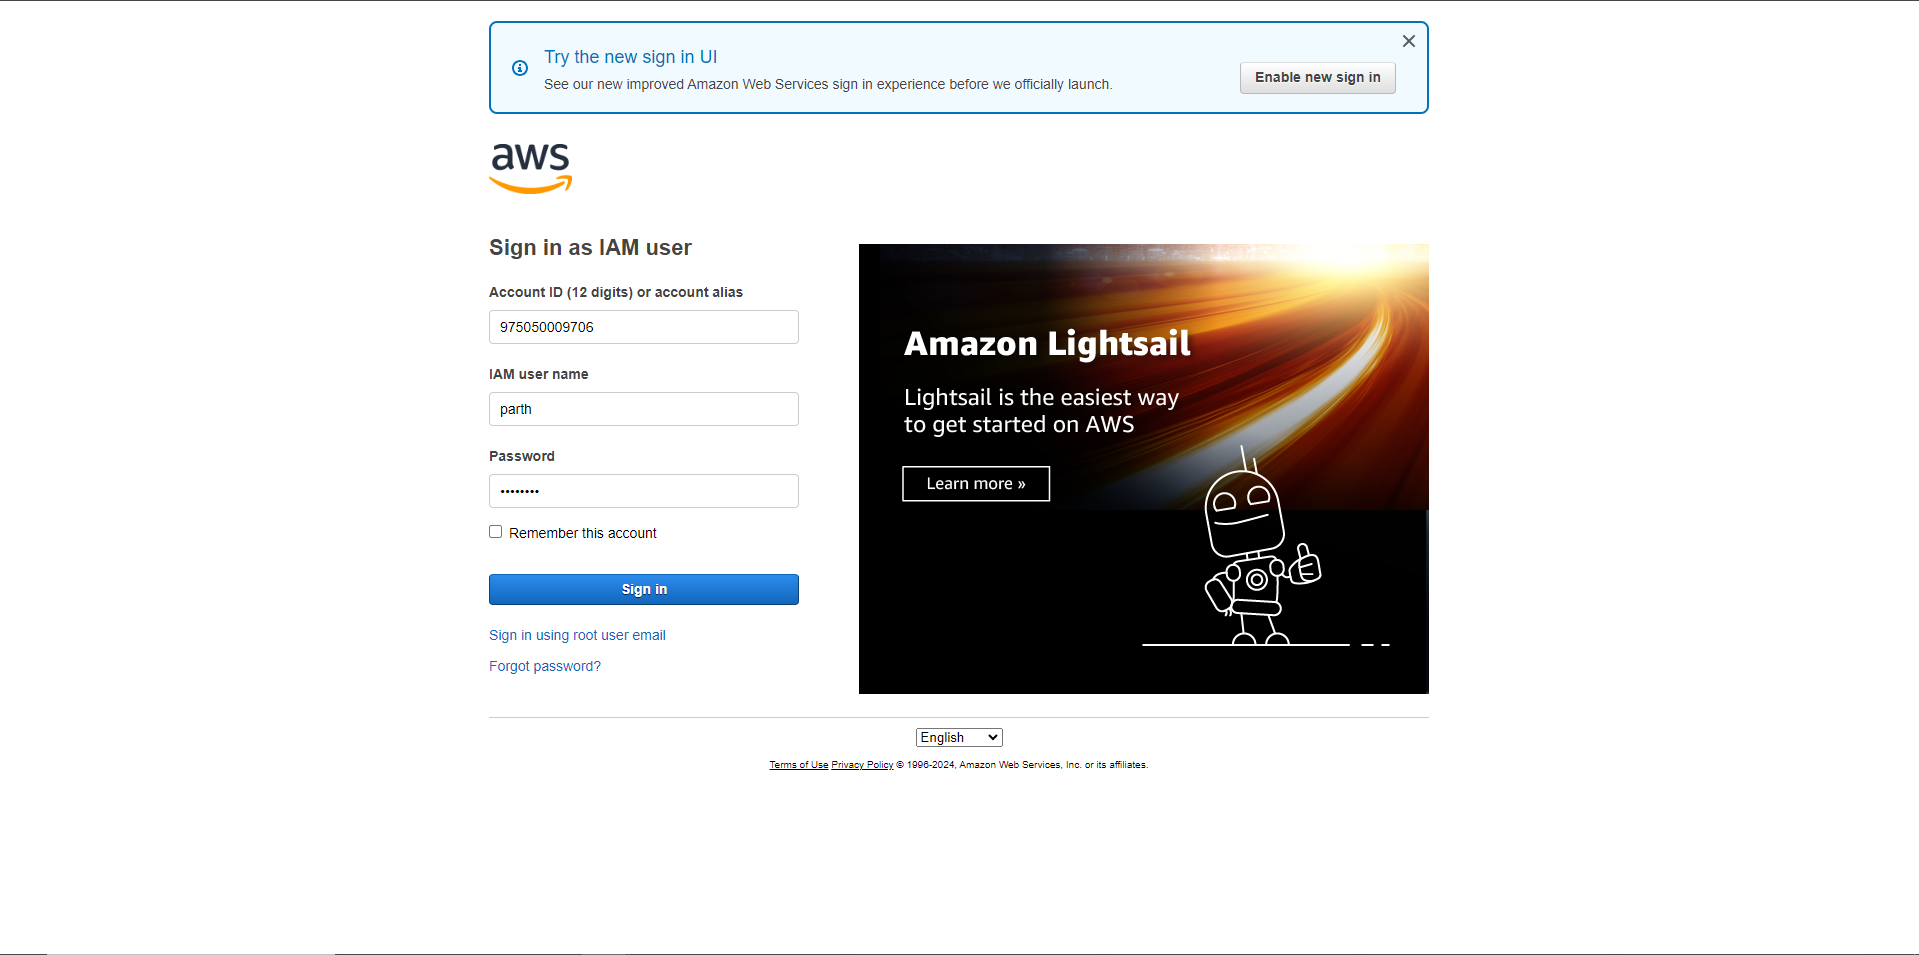 Try the new sign in UI
See our new improved Amazon Web Services sign in experience before we officially launch.
Enable new sign in
aws
Sign in as IAM user
Account ID (12 digits) or account alias
975050009706
IAM user name
parth
Password
••••••••
Remember this account
Sign in
Sign in using root user email
Forgot password?
Amazon Lightsail
Lightsail is the easiest way
to get started on AWS
Learn more »
English
Terms of Use Privacy Policy © 1996-2024, Amazon Web Services, Inc. or its affiliates.